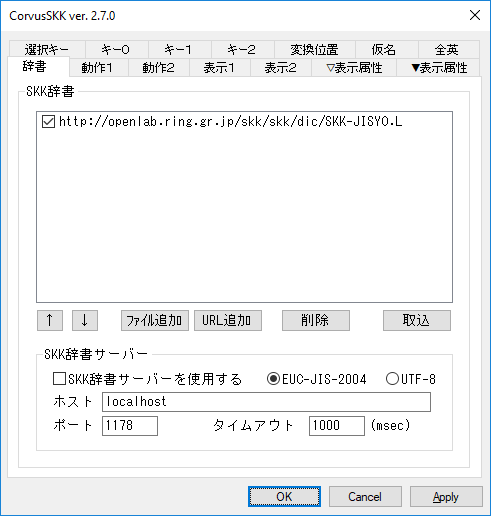 CorvusSKK ver. 2.7.0
選択キー キー0 キー1 キー2 変換位置 仮名 全英
辞書 動作1 動作2 表示1 表示2 ▽表示属性 ▼表示属性
SKK辞書
http://openlab.ring.gr.jp/skk/skk/dic/SKK-JISYO.L
↑ ↓ ファイル追加 URL追加 削除 取込
SKK辞書サーバー
SKK辞書サーバーを使用する EUC-JIS-2004 UTF-8
ホスト localhost
ポート 1178 タイムアウト 1000 (msec)
OK Cancel Apply